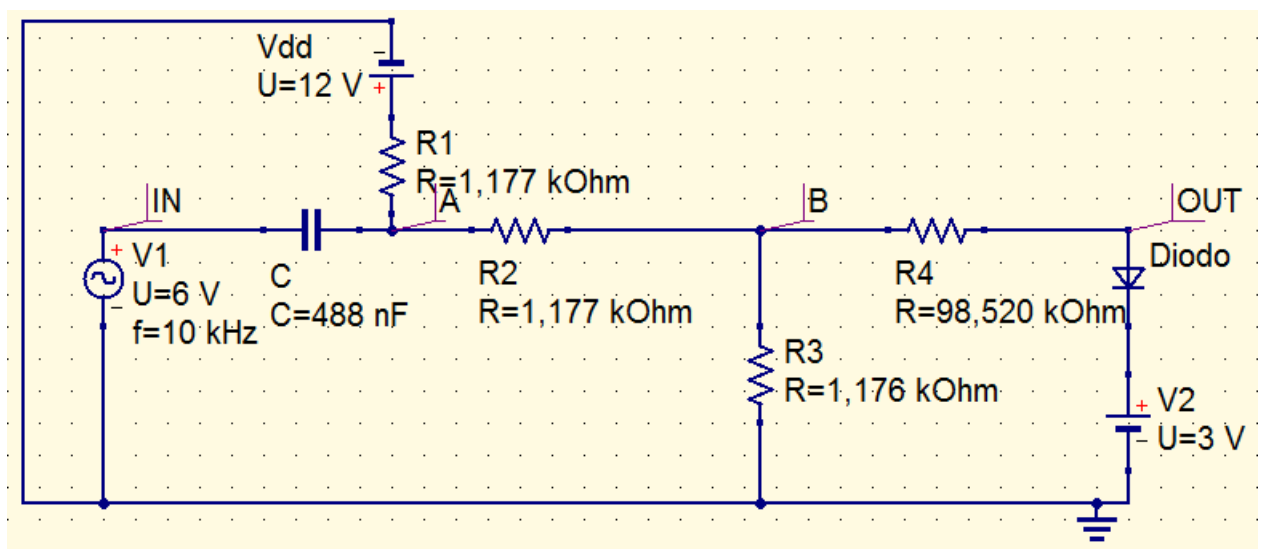 Vdd
U=12 V
R1
R=1,177 kOhm
IN
A
B
OUT
V1
U=6 V
f=10 kHz
C
C=488 nF
R2
R=1,177 kOhm
R4
R=98,520 kOhm
Diodo
R3
R=1,176 kOhm
V2
U=3 V